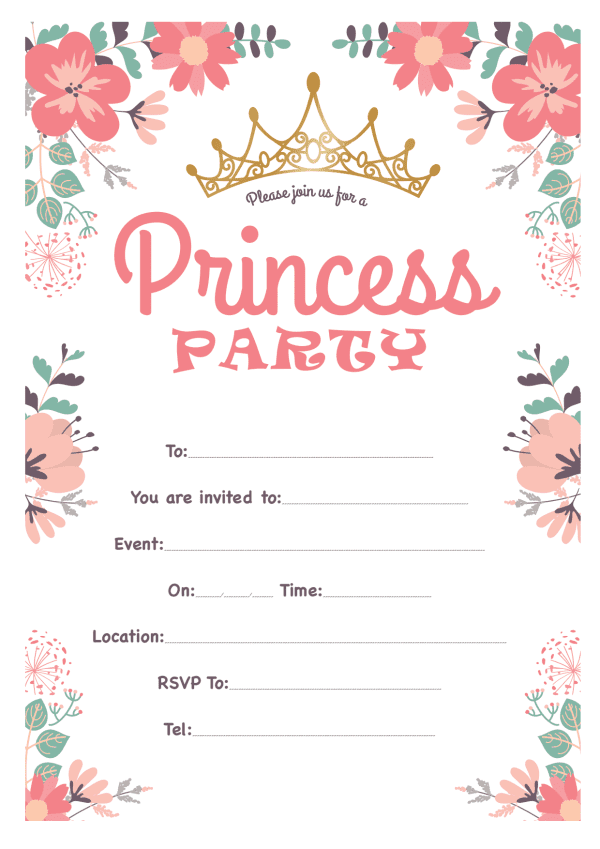 Please join us for a
Princess
PARTY
To:
You are invited to:
Event:
On: / / Time:
Location:
RSVP To:
Tel: